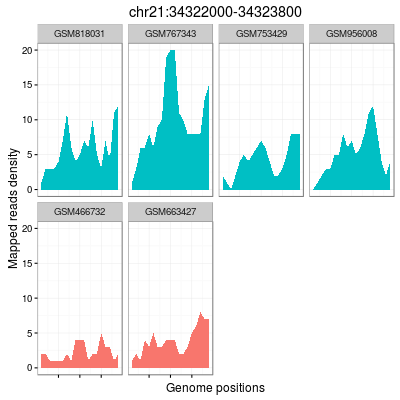 chr21:34322000-34323800
GSM818031 GSM767343 GSM753429 GSM956008
20
15
10
5
0
Mapped reads density
GSM466732 GSM663427
20
15
10
5
0
Genome positions